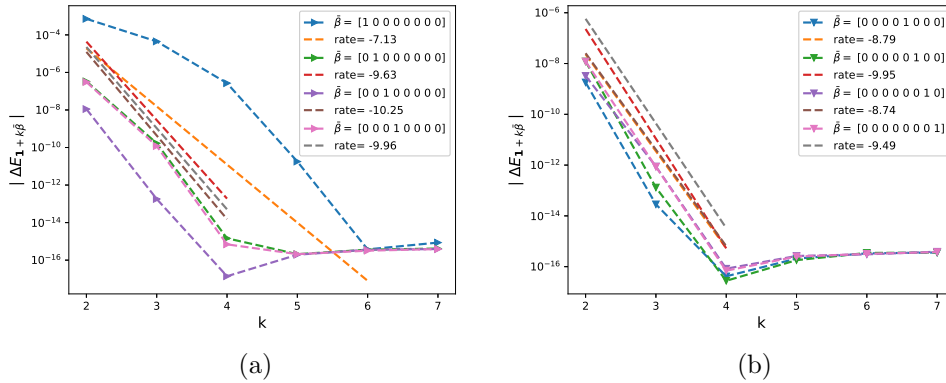 (a)
| ΔE_{1 + kβ̄} |
10^{-4}
10^{-6}
10^{-8}
10^{-10}
10^{-12}
10^{-14}
10^{-16}
β̄ = [1 0 0 0 0 0 0 0]
rate= -7.13
β̄ = [0 1 0 0 0 0 0 0]
rate= -9.63
β̄ = [0 0 1 0 0 0 0 0]
rate= -10.25
β̄ = [0 0 0 1 0 0 0 0]
rate= -9.96
2 3 4 5 6 7
k
(a)
(b)
| ΔE_{1 + kβ̄} |
10^{-6}
10^{-8}
10^{-10}
10^{-12}
10^{-14}
10^{-16}
β̄ = [0 0 0 0 1 0 0 0]
rate= -8.79
β̄ = [0 0 0 0 0 1 0 0]
rate= -9.95
β̄ = [0 0 0 0 0 0 1 0]
rate= -8.74
β̄ = [0 0 0 0 0 0 0 1]
rate= -9.49
2 3 4 5 6 7
k
(b)